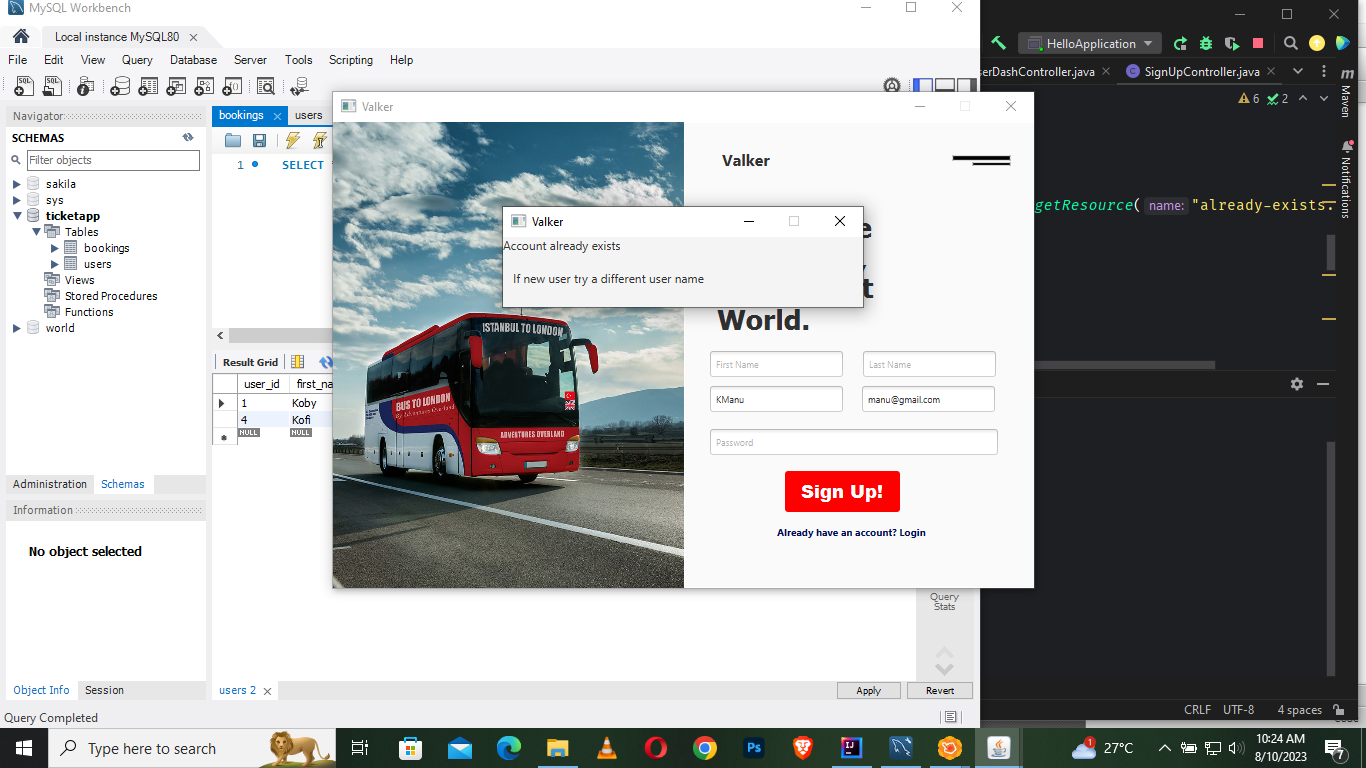 MySQL Workbench
Local instance MySQL80
File Edit View Query Database Server Tools Scripting Help
Navigator
SCHEMAS
Filter objects
sakila
sys
ticketapp
Tables
bookings
users
Views
Stored Procedures
Functions
world
Administration Schemas
Information
No object selected
Object Info Session
Query Completed
bookings users
1 SELECT
Result Grid
user_id first_na
1 Koby
4 Kofi
NULL NULL
users 2
Query
Stats
Apply Revert
Valker
Valker
World.
First Name Last Name
KManu manu@gmail.com
Password
Sign Up!
Already have an account? Login
Valker
Account already exists
If new user try a different user name
ISTANBUL TO LONDON
BUS TO LONDON
By Adventures Overland
ADVENTURES OVERLAND
HelloApplication
serDashController.java SignUpController.java
6 2
getResource( name: "already-exists.
Maven
Notifications
CRLF UTF-8 4 spaces
Type here to search
27°C
10:24 AM
8/10/2023
7